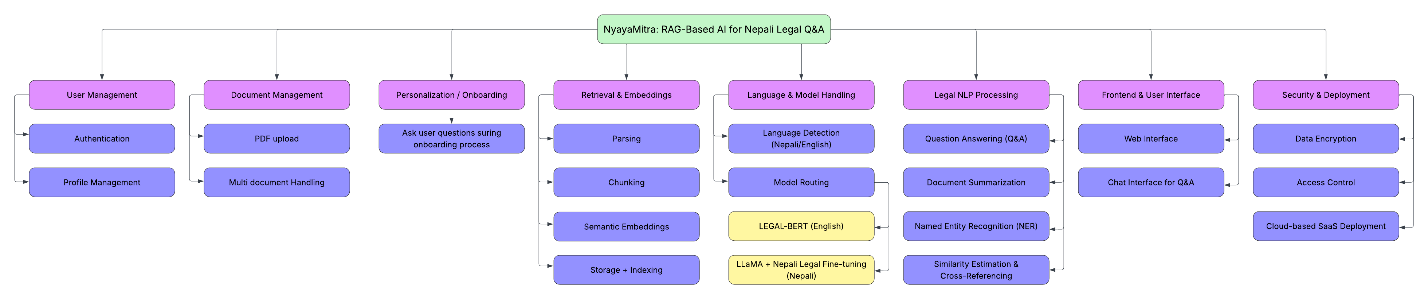 NyayaMitra: RAG-Based AI for Nepali Legal Q&A
User Management
Authentication
Profile Management
Document Management
PDF upload
Multi document Handling
Personalization / Onboarding
Ask user questions suring
onboarding process
Retrieval & Embeddings
Parsing
Chunking
Semantic Embeddings
Storage + Indexing
Language & Model Handling
Language Detection
(Nepali/English)
Model Routing
LEGAL-BERT (English)
LLaMA + Nepali Legal Fine-tuning
(Nepali)
Legal NLP Processing
Question Answering (Q&A)
Document Summarization
Named Entity Recognition (NER)
Similarity Estimation &
Cross-Referencing
Frontend & User Interface
Web Interface
Chat Interface for Q&A
Security & Deployment
Data Encryption
Access Control
Cloud-based SaaS Deployment